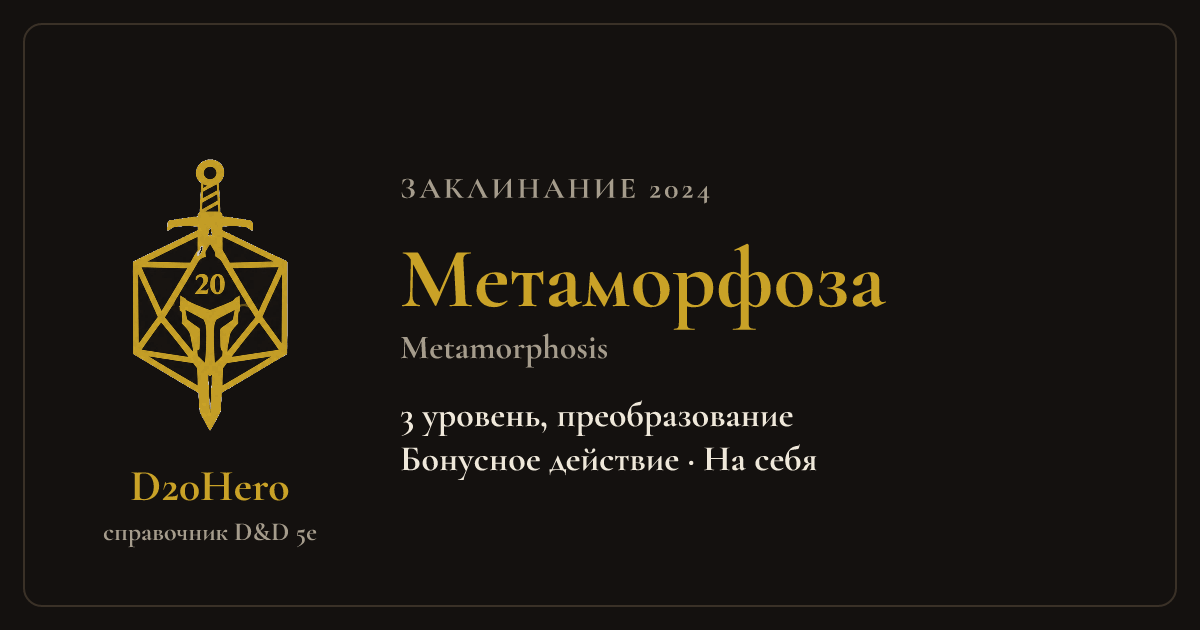 20
D20Hero
справочник D&D 5e
ЗАКЛИНАНИЕ 2024
Метаморфоза
Metamorphosis
3 уровень, преобразование
Бонусное действие · На себя